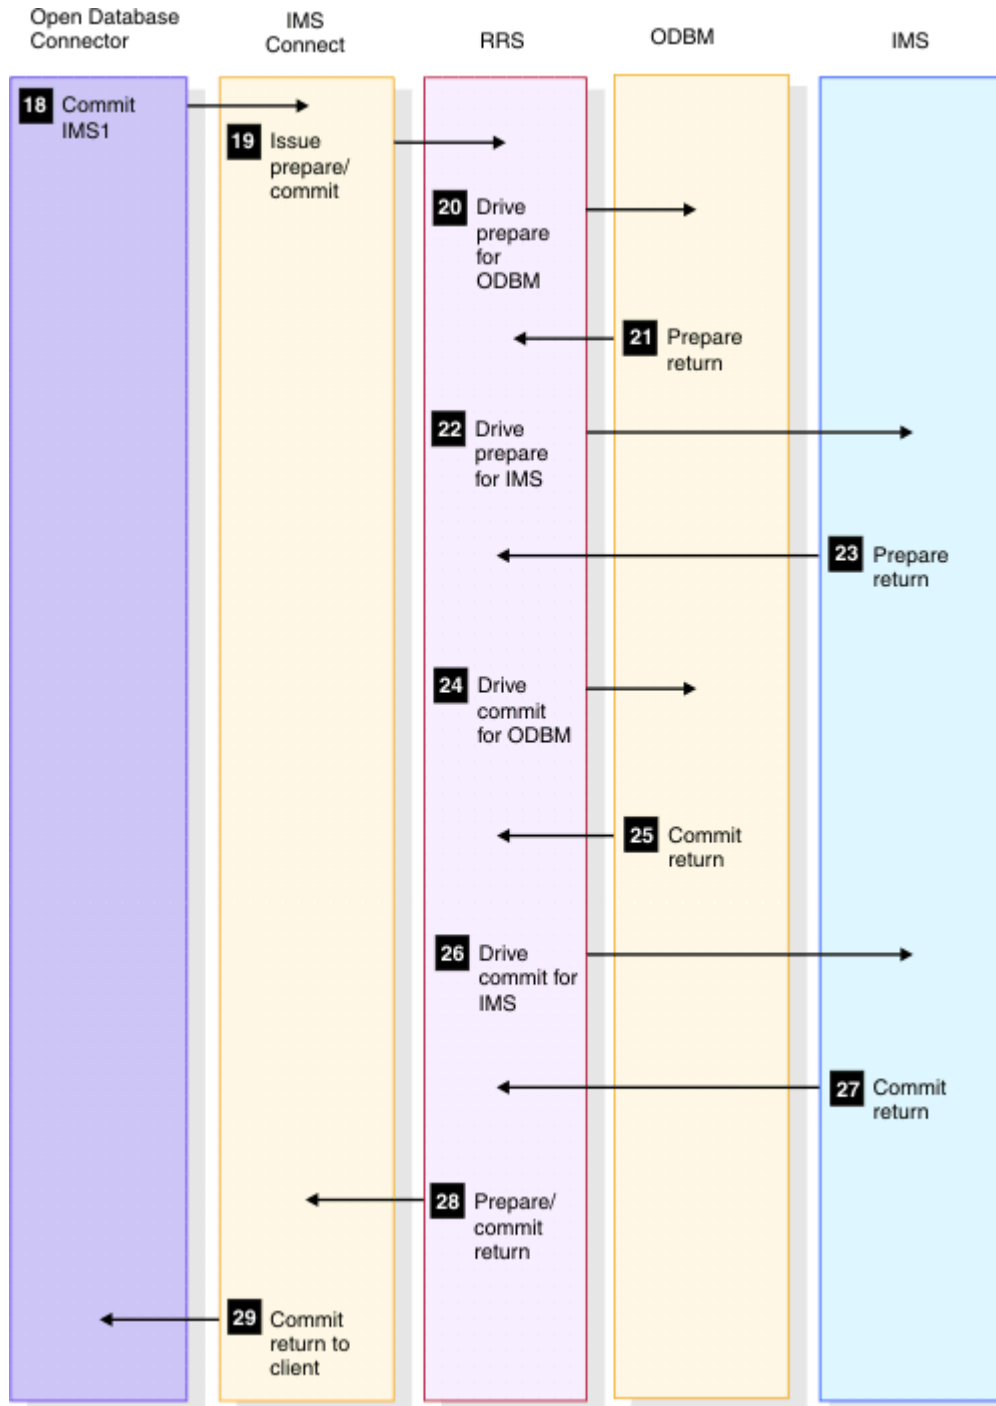 Open Database
Connector
IMS
Connect
RRS
ODBM
IMS
18 Commit
IMS1
19 Issue
prepare/
commit
20 Drive
prepare
for
ODBM
21 Prepare
return
22 Drive
prepare
for IMS
23 Prepare
return
24 Drive
commit
for ODBM
25 Commit
return
26 Drive
commit for
IMS
27 Commit
return
28 Prepare/
commit
return
29 Commit
return to
client